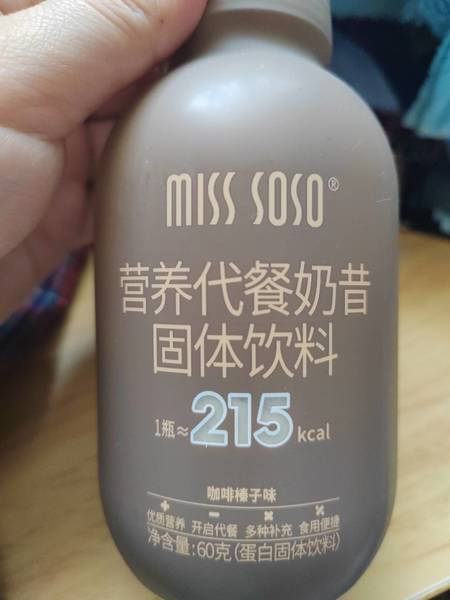 MISS SOSO®
营养代餐奶昔
固体饮料
1瓶≈215kcal
咖啡榛子味
优质营养 开启代餐 多种补充 食用便捷
净含量:60克(蛋白固体饮料)